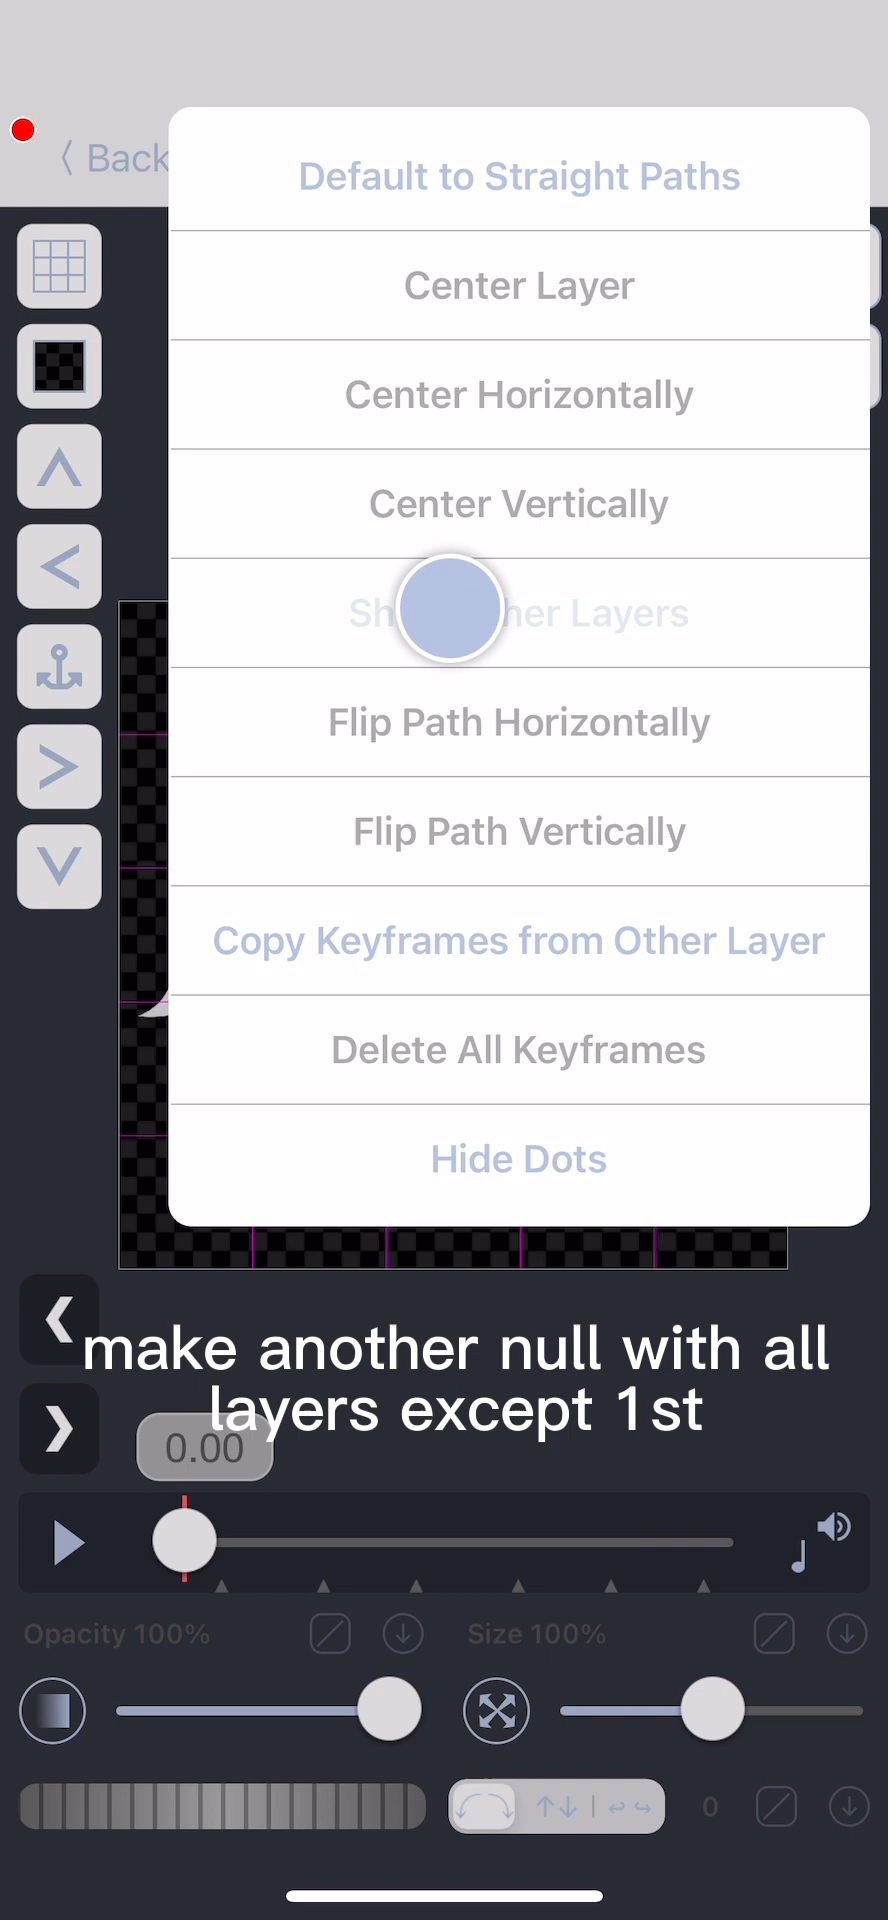 Back
Default to Straight Paths
Center Layer
Center Horizontally
Center Vertically
Layers
Flip Path Horizontally
Flip Path Vertically
Copy Keyframes from Other Layer
Delete All Keyframes
Hide Dots
make another null with all
layers except 1st
0.00
Opacity 100% Size 100%
0